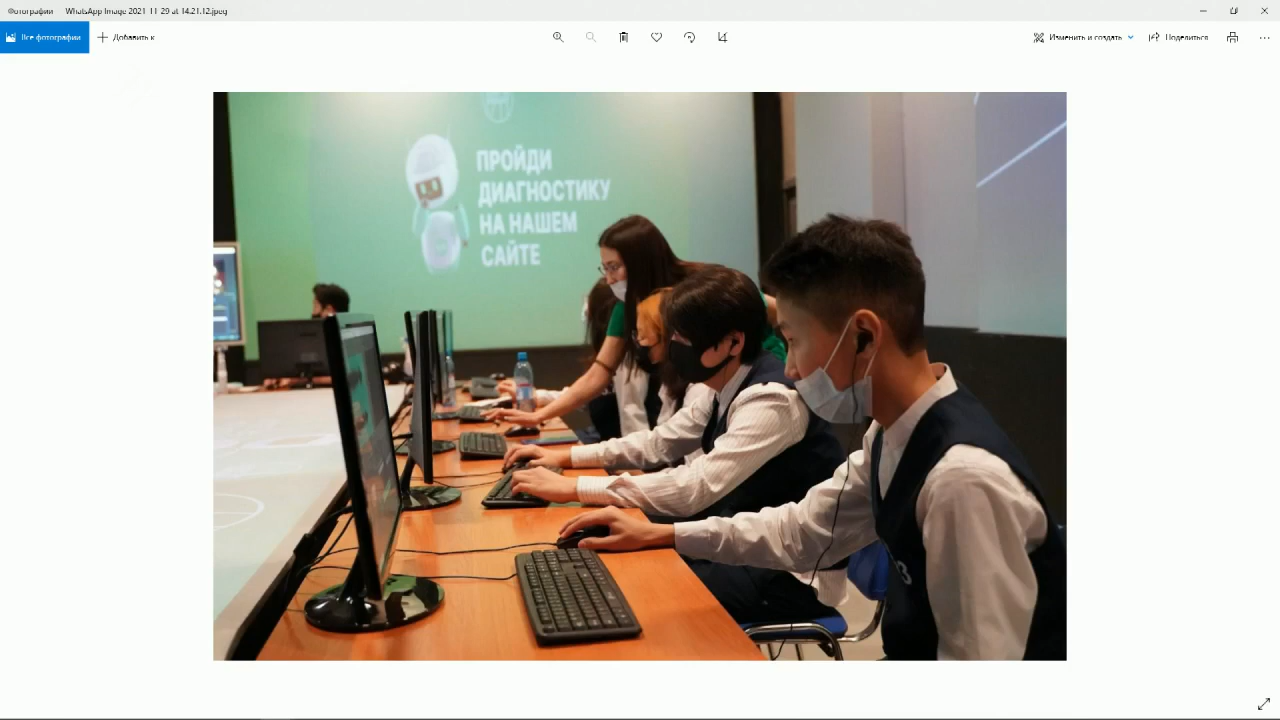 Фотографии WhatsApp Image 2021-11-29 at 14.21.12.jpeg
Все фотографии
Добавить к
Изменить и создать
Поделиться
ПРОЙДИ
ДИАГНОСТИКУ
НА НАШЕМ
САЙТЕ